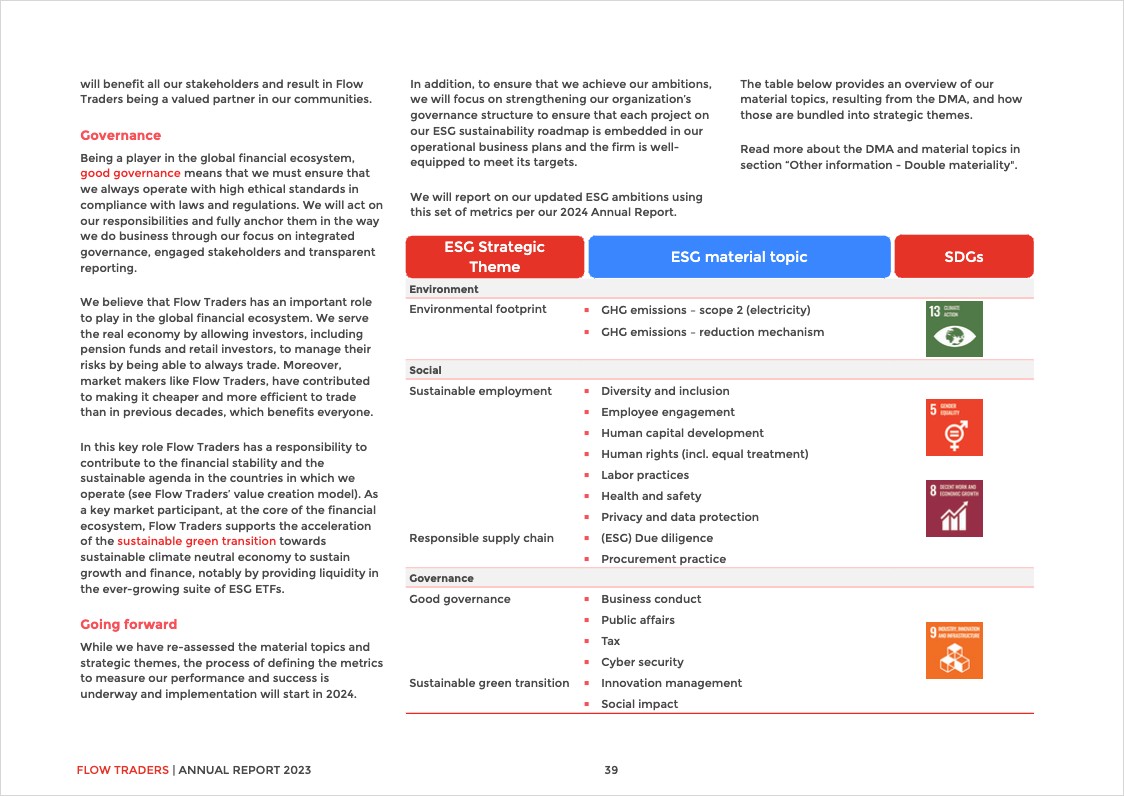 will benefit all our stakeholders and result in Flow
Traders being a valued partner in our communities.
Governance
Being a player in the global financial ecosystem,
good governance means that we must ensure that
we always operate with high ethical standards in
compliance with laws and regulations. We will act on
our responsibilities and fully anchor them in the way
we do business through our focus on integrated
governance, engaged stakeholders and transparent
reporting.
We believe that Flow Traders has an important role
to play in the global financial ecosystem. We serve
the real economy by allowing investors, including
pension funds and retail investors, to manage their
risks by being able to always trade. Moreover,
market makers like Flow Traders, have contributed
to making it cheaper and more efficient to trade
than in previous decades, which benefits everyone.
In this key role Flow Traders has a responsibility to
contribute to the financial stability and the
sustainable agenda in the countries in which we
operate (see Flow Traders’ value creation model). As
a key market participant, at the core of the financial
ecosystem, Flow Traders supports the acceleration
of the sustainable green transition towards
sustainable climate neutral economy to sustain
growth and finance, notably by providing liquidity in
the ever-growing suite of ESG ETFs.
Going forward
While we have re-assessed the material topics and
strategic themes, the process of defining the metrics
to measure our performance and success is
underway and implementation will start in 2024.
In addition, to ensure that we achieve our ambitions,
we will focus on strengthening our organization’s
governance structure to ensure that each project on
our ESG sustainability roadmap is embedded in our
operational business plans and the firm is well-
equipped to meet its targets.
We will report on our updated ESG ambitions using
this set of metrics per our 2024 Annual Report.
The table below provides an overview of our
material topics, resulting from the DMA, and how
those are bundled into strategic themes.
Read more about the DMA and material topics in
section “Other information - Double materiality".
ESG Strategic
Theme
ESG material topic
SDGs
Environment
Environmental footprint
▪ GHG emissions – scope 2 (electricity)
▪ GHG emissions – reduction mechanism
13 CLIMATE
ACTION
Social
Sustainable employment
▪ Diversity and inclusion
▪ Employee engagement
▪ Human capital development
▪ Human rights (incl. equal treatment)
▪ Labor practices
▪ Health and safety
▪ Privacy and data protection
5 GENDER
EQUALITY
8 DECENT WORK AND
ECONOMIC GROWTH
Responsible supply chain
▪ (ESG) Due diligence
▪ Procurement practice
Governance
Good governance
▪ Business conduct
▪ Public affairs
▪ Tax
▪ Cyber security
9 INDUSTRY, INNOVATION
AND INFRASTRUCTURE
Sustainable green transition
▪ Innovation management
▪ Social impact
FLOW TRADERS | ANNUAL REPORT 2023
39